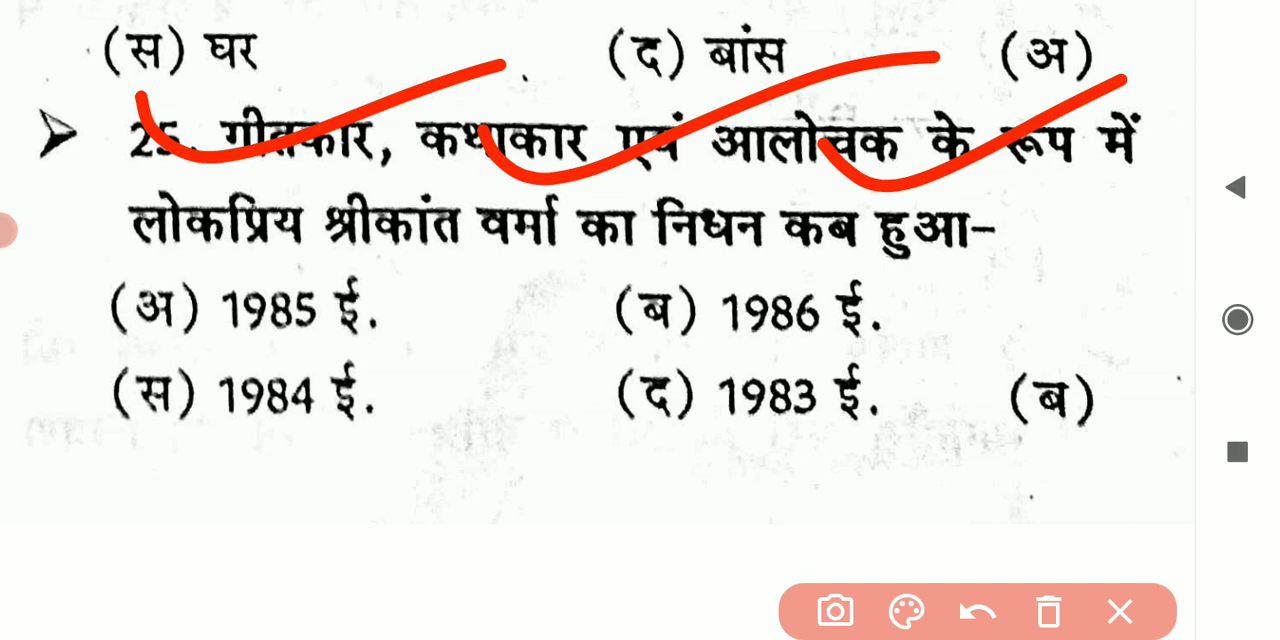 (स) घर (द) बांस (अ)
25. गीतकार, कथाकार एवं आलोचक के रूप में
लोकप्रिय श्रीकांत वर्मा का निधन कब हुआ–
(अ) 1985 ई. (ब) 1986 ई.
(स) 1984 ई. (द) 1983 ई. (ब)